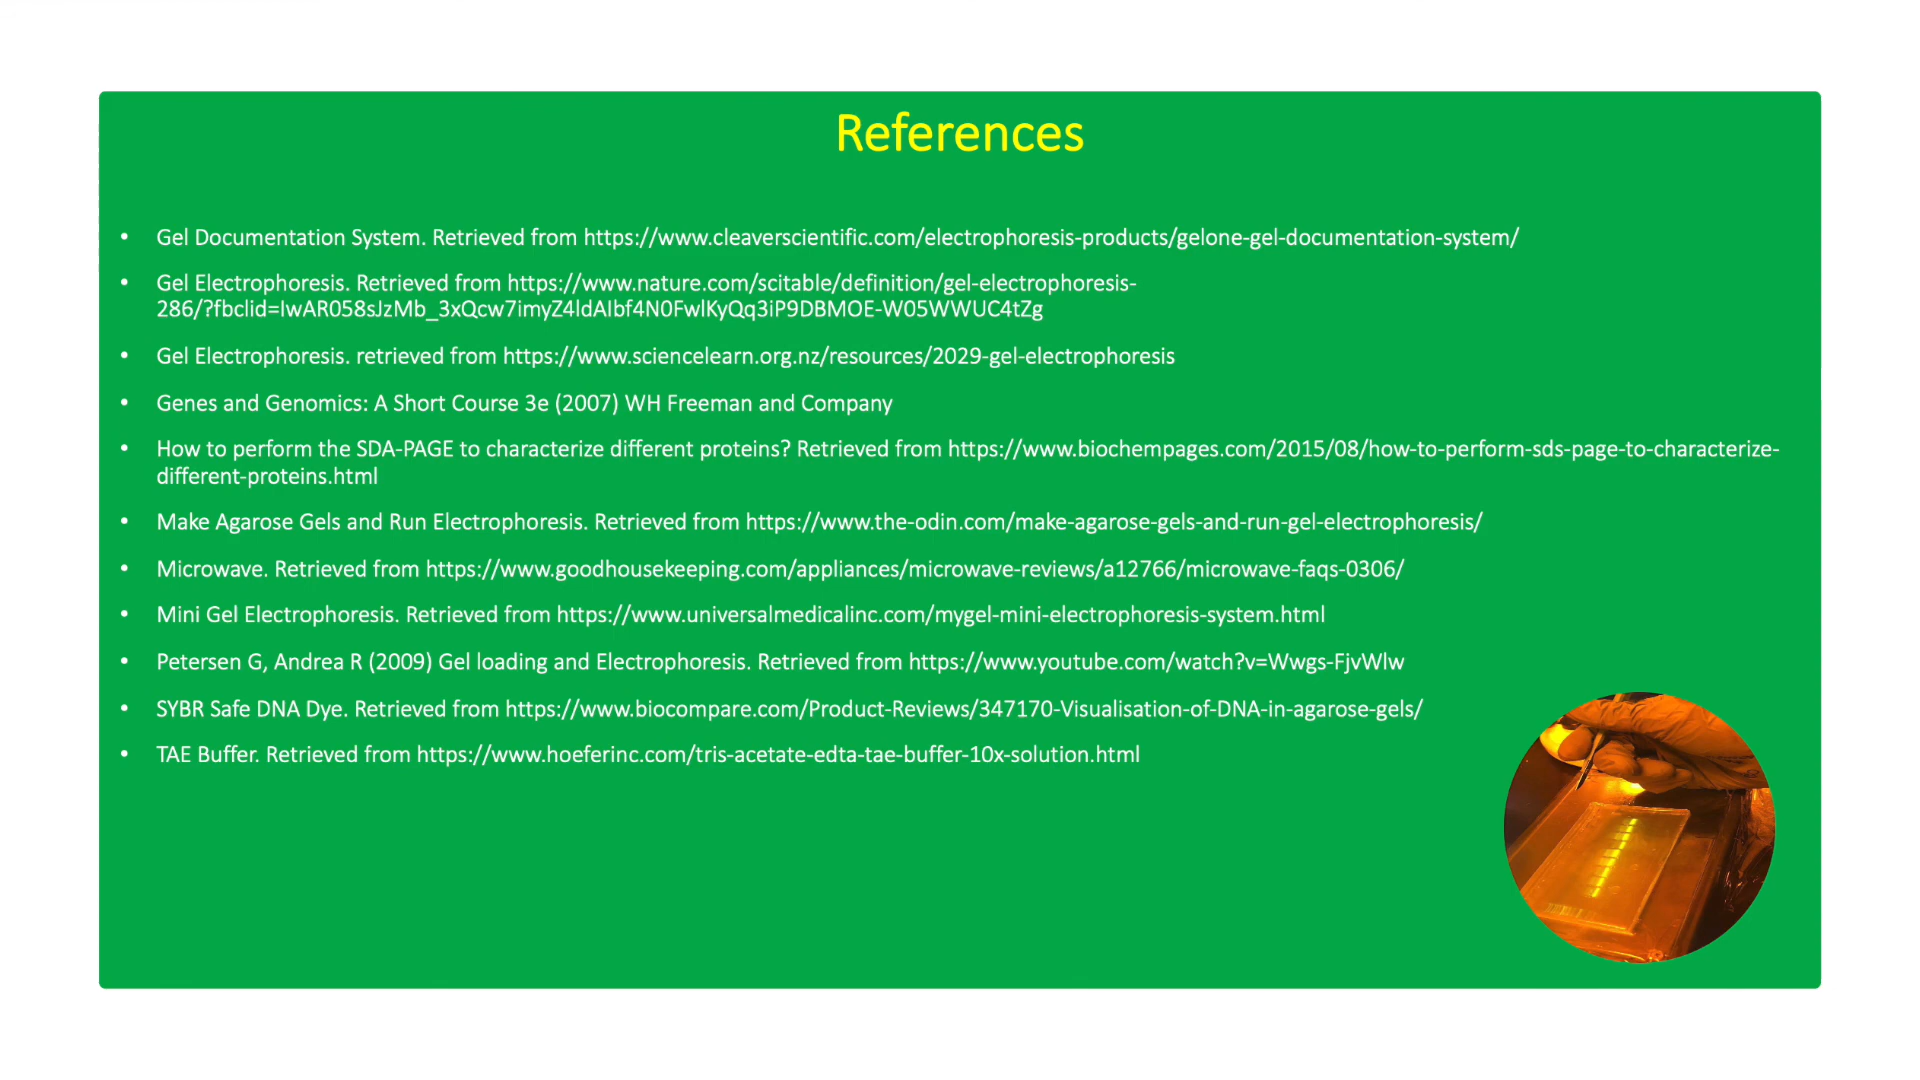 References
• Gel Documentation System. Retrieved from https://www.cleaverscientific.com/electrophoresis-products/gelone-gel-documentation-system/
• Gel Electrophoresis. Retrieved from https://www.nature.com/scitable/definition/gel-electrophoresis-
286/?fbclid=IwAR058sJzMb_3xQcw7imyZ4ldAIbf4N0FwlKyQq3iP9DBMOE-W05WWUC4tZg
• Gel Electrophoresis. retrieved from https://www.sciencelearn.org.nz/resources/2029-gel-electrophoresis
• Genes and Genomics: A Short Course 3e (2007) WH Freeman and Company
• How to perform the SDA-PAGE to characterize different proteins? Retrieved from https://www.biochempages.com/2015/08/how-to-perform-sds-page-to-characterize-
different-proteins.html
• Make Agarose Gels and Run Electrophoresis. Retrieved from https://www.the-odin.com/make-agarose-gels-and-run-gel-electrophoresis/
• Microwave. Retrieved from https://www.goodhousekeeping.com/appliances/microwave-reviews/a12766/microwave-faqs-0306/
• Mini Gel Electrophoresis. Retrieved from https://www.universalmedicalinc.com/mygel-mini-electrophoresis-system.html
• Petersen G, Andrea R (2009) Gel loading and Electrophoresis. Retrieved from https://www.youtube.com/watch?v=Wwgs-FjvWlw
• SYBR Safe DNA Dye. Retrieved from https://www.biocompare.com/Product-Reviews/347170-Visualisation-of-DNA-in-agarose-gels/
• TAE Buffer. Retrieved from https://www.hoeferinc.com/tris-acetate-edta-tae-buffer-10x-solution.html